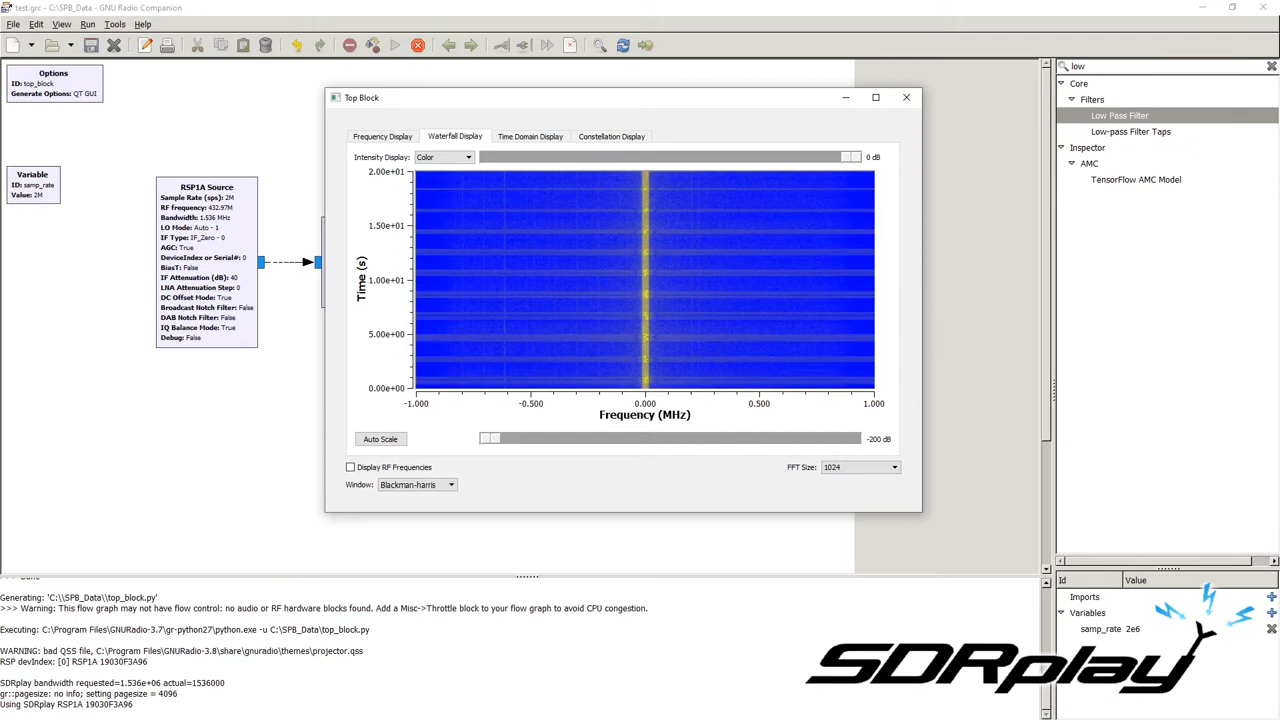 test.grc - C:\SPB_Data - GNU Radio Companion
File Edit View Run Tools Help
Options
ID: top_block
Generate Options: QT GUI
Variable
ID: samp_rate
Value: 2M
RSP1A Source
Sample Rate (sps): 2M
RF frequency: 432.97M
Bandwidth: 1.536 MHz
LO Mode: Auto - 1
IF Type: IF_Zero - 0
AGC: True
DeviceIndex or Serial#: 0
BiasT: False
IF Attenuation (dB): 40
LNA Attenuation Step: 0
DC Offset Mode: True
Broadcast Notch Filter: False
DAB Notch Filter: False
IQ Balance Mode: True
Debug: False
Top Block
Frequency Display Waterfall Display Time Domain Display Constellation Display
Intensity Display: Color 0 dB
2.00e+01
1.50e+01
1.00e+01
5.00e+00
0.00e+00
Time (s)
-1.000 -0.500 0.000 0.500 1.000
Frequency (MHz)
Auto Scale -200 dB
Display RF Frequencies FFT Size: 1024
Window: Blackman-harris
low
Core
Filters
Low Pass Filter
Low-pass Filter Taps
Inspector
AMC
TensorFlow AMC Model
>>> Done
Generating: 'C:\\SPB_Data\\top_block.py'
>>> Warning: This flow graph may not have flow control: no audio or RF hardware blocks found. Add a Misc->Throttle block to your flow graph to avoid CPU congestion.
Executing: C:\Program Files\GNURadio-3.7\gr-python27\python.exe -u C:\SPB_Data\top_block.py
WARNING: bad QSS file, C:\Program Files\GNURadio-3.8\share\gnuradio\themes\projector.qss
RSP devIndex: [0] RSP1A 19030F3A96
SDRplay bandwidth requested=1.536e+06 actual=1536000
gr::pagesize: no info; setting pagesize = 4096
Using SDRplay RSP1A 19030F3A96
Id Value
Imports
Variables
samp_rate 2e6
SDRplay